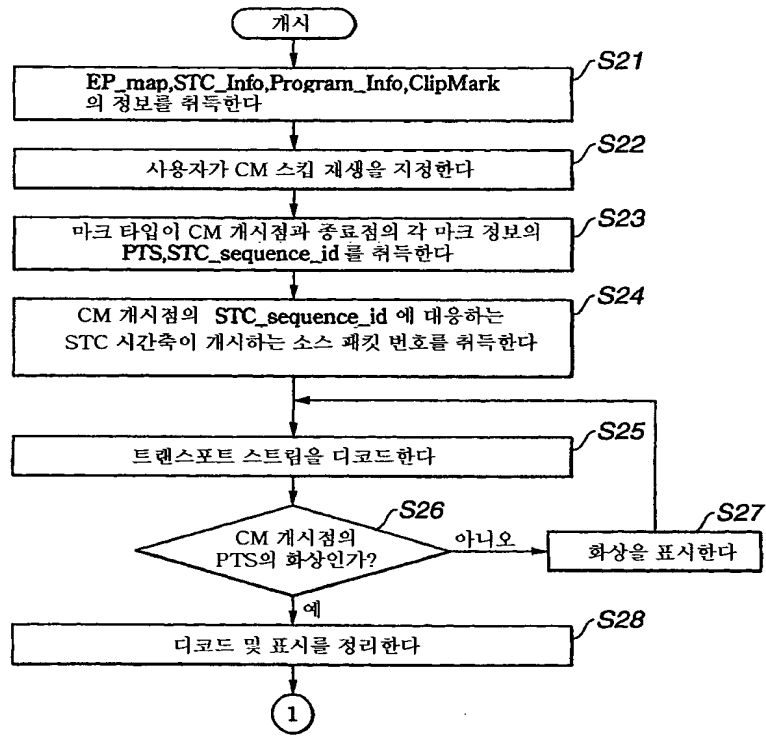 개시
S21
EP_map,STC_Info,Program_Info,ClipMark
의 정보를 취득한다
S22
사용자가 CM 스킵 재생을 지정한다
S23
마크 타입이 CM 개시점과 종료점의 각 마크 정보의
PTS,STC_sequence_id 를 취득한다
S24
CM 개시점의 STC_sequence_id 에 대응하는
STC 시간축이 개시하는 소스 패킷 번호를 취득한다
S25
트랜스포트 스트림을 디코드한다
S26
CM 개시점의
PTS의 화상인가?
아니오
S27
화상을 표시한다
예
S28
디코드 및 표시를 정리한다
1